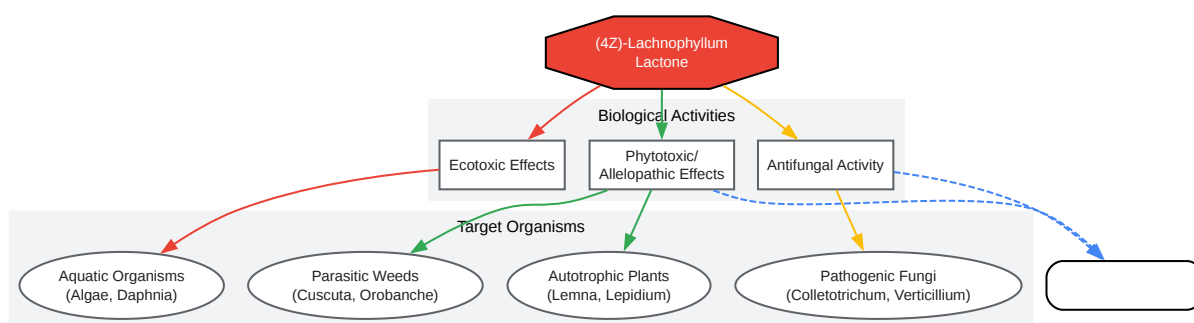 (4Z)-Lachnophyllum
Lactone
Biological Activities
Ecotoxic Effects
Phytotoxic/
Allelopathic Effects
Antifungal Activity
Target Organisms
Aquatic Organisms
(Algae, Daphnia)
Parasitic Weeds
(Cuscuta, Orobanche)
Autotrophic Plants
(Lemna, Lepidium)
Pathogenic Fungi
(Colletotrichum, Verticillium)